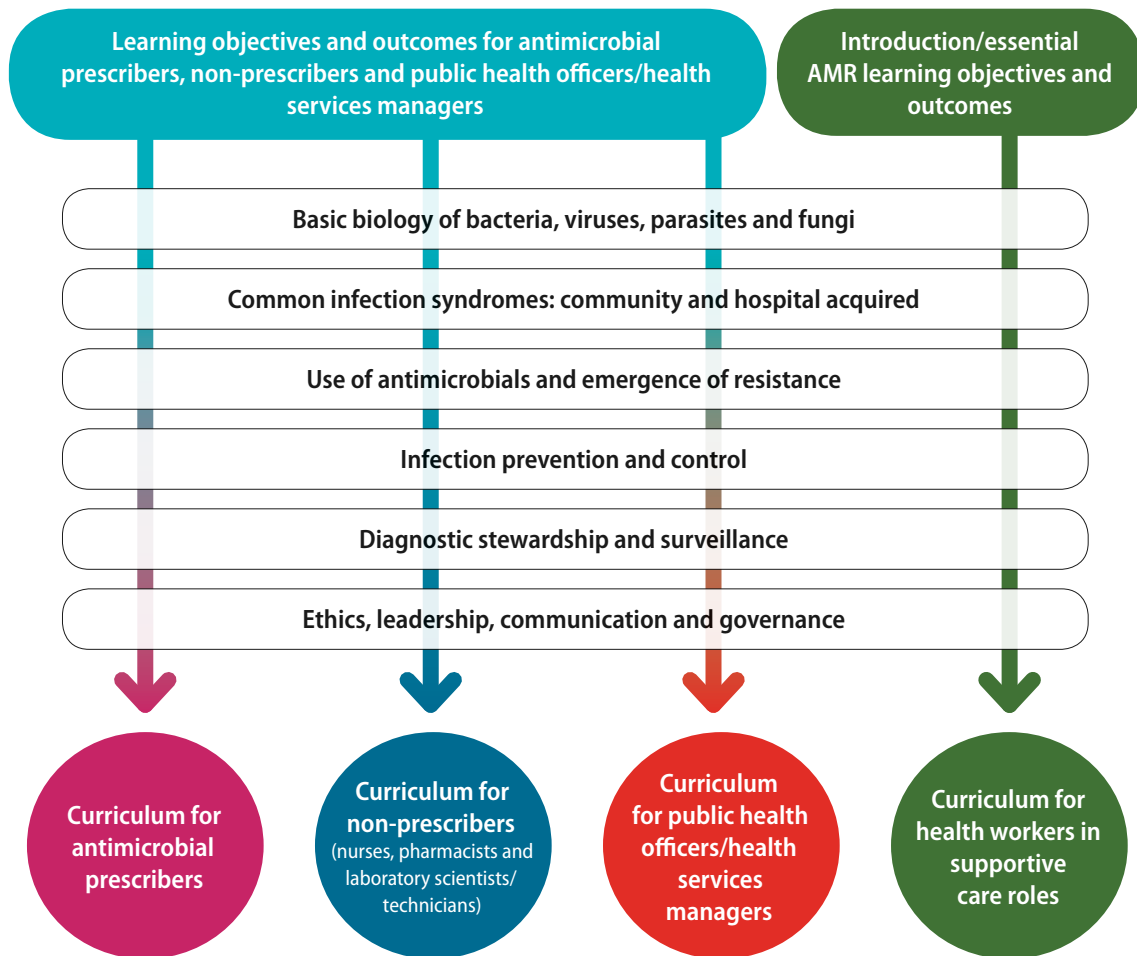 Learning objectives and outcomes for antimicrobial
prescribers, non-prescribers and public health officers/health
services managers
Introduction/essential
AMR learning objectives and
outcomes
Basic biology of bacteria, viruses, parasites and fungi
Common infection syndromes: community and hospital acquired
Use of antimicrobials and emergence of resistance
Infection prevention and control
Diagnostic stewardship and surveillance
Ethics, leadership, communication and governance
Curriculum for
antimicrobial
prescribers
Curriculum for
non-prescribers
(nurses, pharmacists and
laboratory scientists/
technicians)
Curriculum
for public health
officers/health
services
managers
Curriculum for
health workers in
supportive
care roles